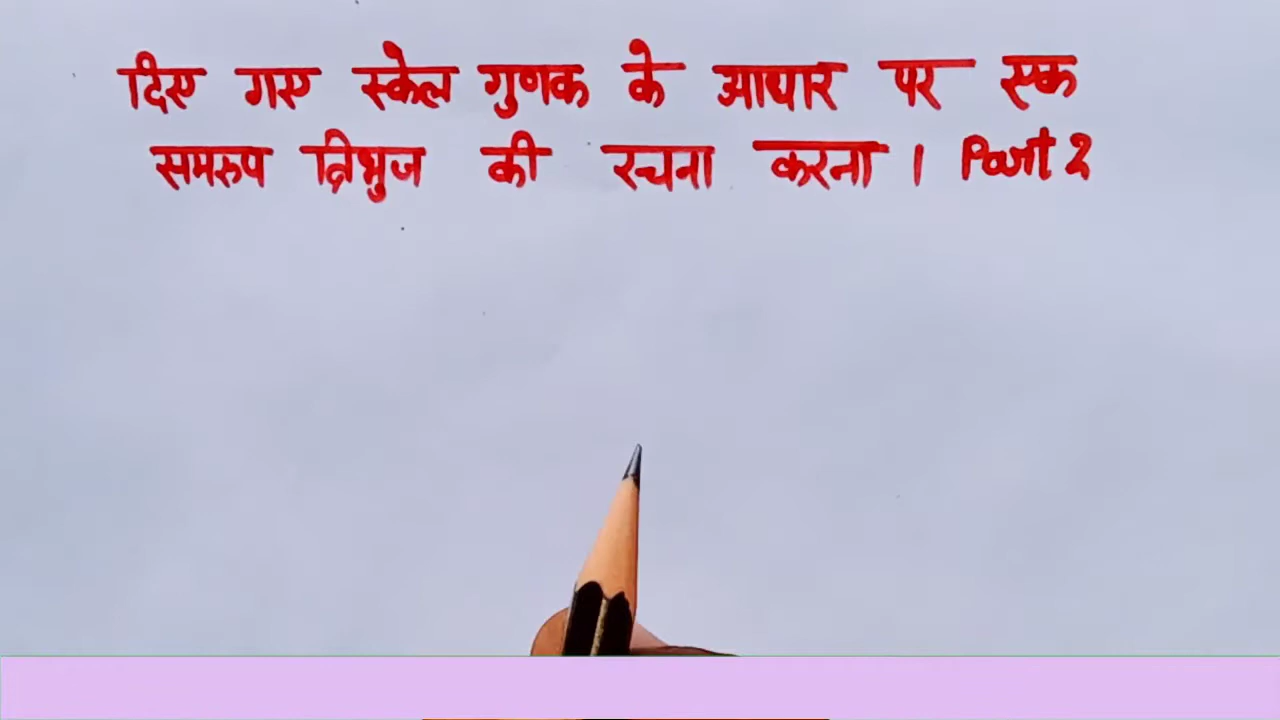 दिए गए स्केल गुणक के आधार पर एक
समरुप त्रिभुज की रचना करना । Part 2